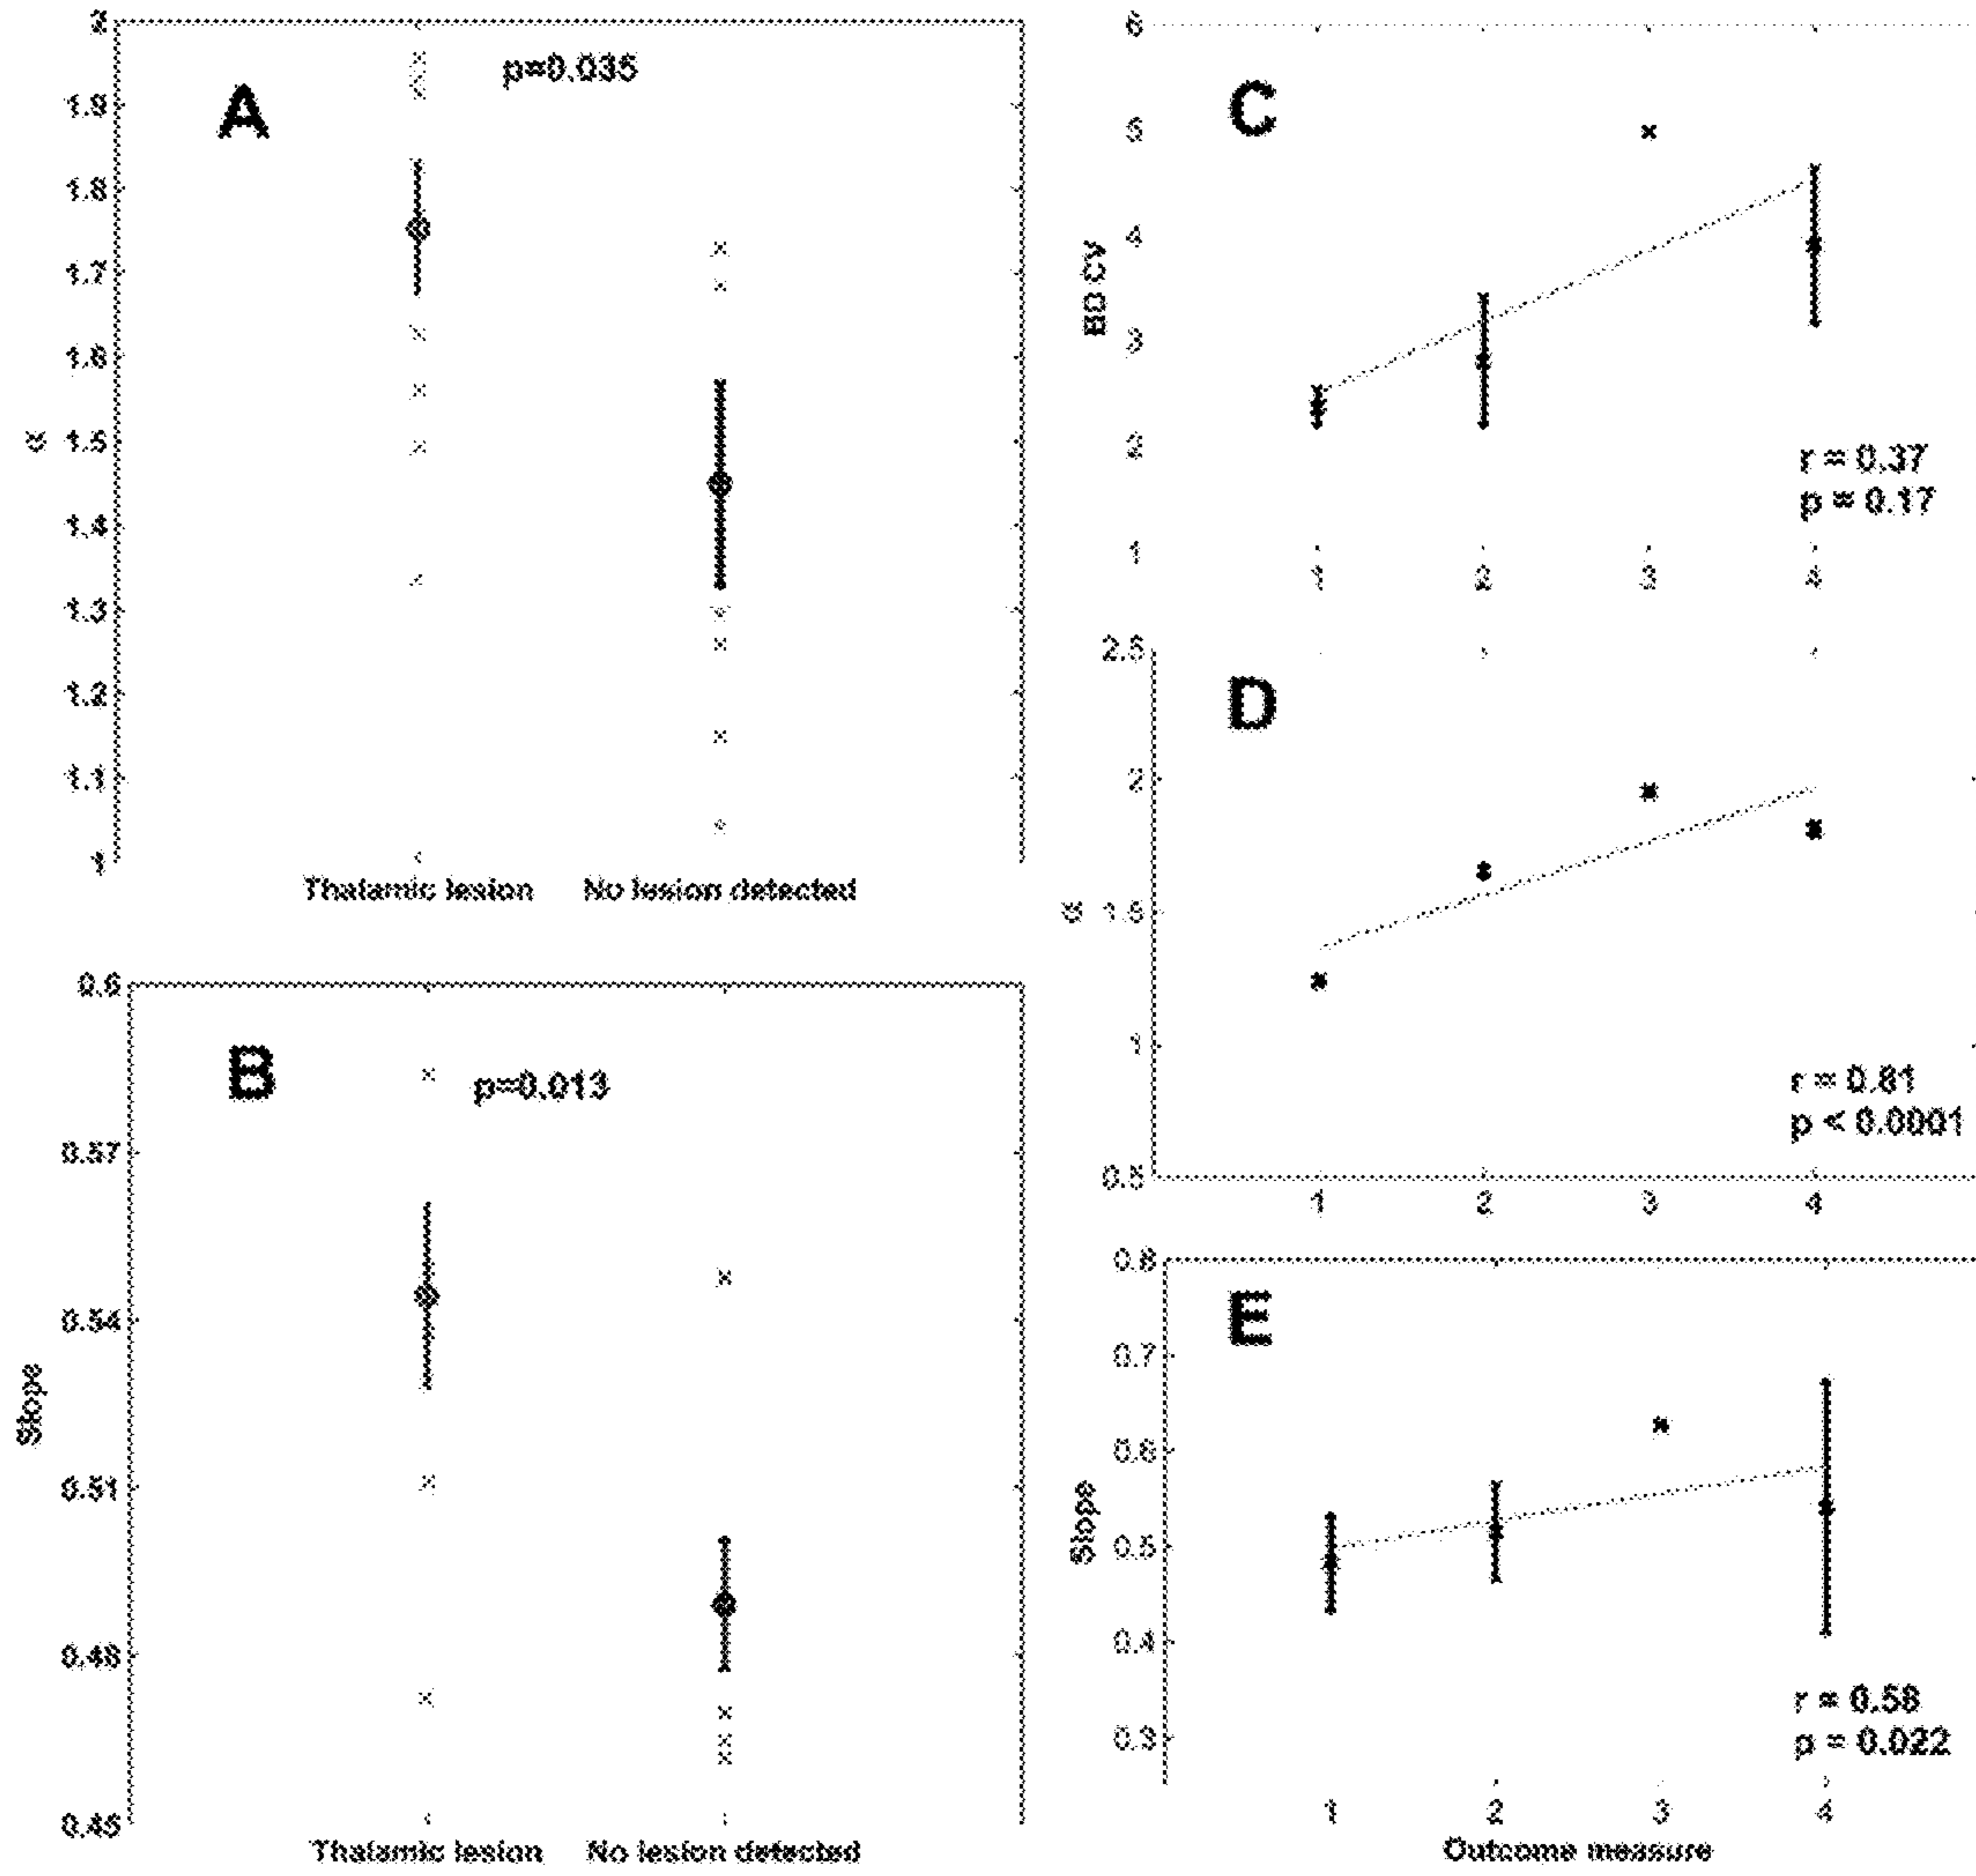 A
p=0.035
2
1.9
1.8
1.7
1.6
1.5
1.4
1.3
1.2
1.1
1
α
Thalamic lesion No lesion detected
B
p=0.013
0.6
0.57
0.54
0.51
0.48
0.45
Slope
Thalamic lesion No lesion detected
C
6
5
4
3
2
1
BD CV
r = 0.37
p = 0.17
1 2 3 4
D
2.5
2
1.5
1
0.5
α
r = 0.81
p < 0.0001
1 2 3 4
E
0.8
0.7
0.6
0.5
0.4
0.3
Slope
r = 0.58
p = 0.022
1 2 3 4
Outcome measure